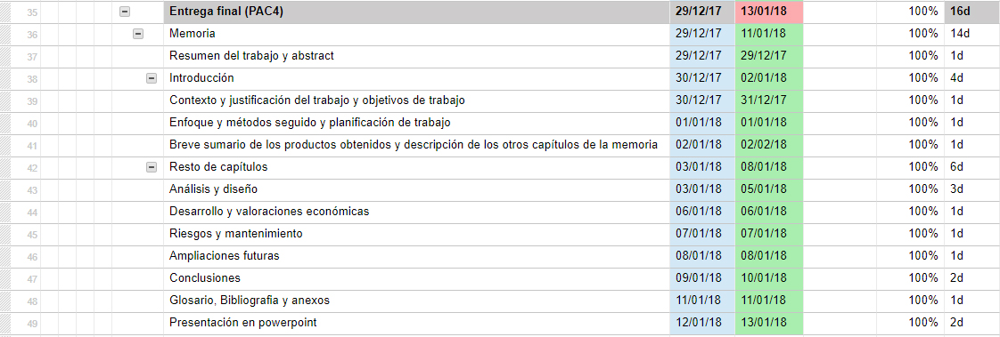 35 Entrega final (PAC4) 29/12/17 13/01/18 100% 16d
36 Memoria 29/12/17 11/01/18 100% 14d
37 Resumen del trabajo y abstract 29/12/17 29/12/17 100% 1d
38 Introducción 30/12/17 02/01/18 100% 4d
39 Contexto y justificación del trabajo y objetivos de trabajo 30/12/17 31/12/17 100% 1d
40 Enfoque y métodos seguido y planificación de trabajo 01/01/18 01/01/18 100% 1d
41 Breve sumario de los productos obtenidos y descripción de los otros capítulos de la memoria 02/01/18 02/02/18 100% 1d
42 Resto de capítulos 03/01/18 08/01/18 100% 6d
43 Análisis y diseño 03/01/18 05/01/18 100% 3d
44 Desarrollo y valoraciones económicas 06/01/18 06/01/18 100% 1d
45 Riesgos y mantenimiento 07/01/18 07/01/18 100% 1d
46 Ampliaciones futuras 08/01/18 08/01/18 100% 1d
47 Conclusiones 09/01/18 10/01/18 100% 2d
48 Glosario, Bibliografia y anexos 11/01/18 11/01/18 100% 1d
49 Presentación en powerpoint 12/01/18 13/01/18 100% 2d